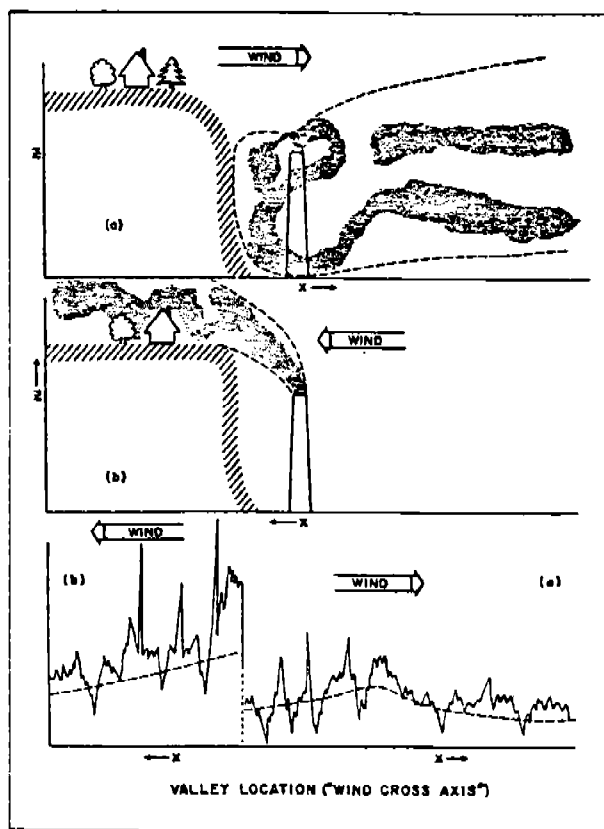 WIND
Z
(a)
X
WIND
Z
(b)
X
WIND
(b)
WIND
(a)
X
X
VALLEY LOCATION ("WIND CROSS AXIS")